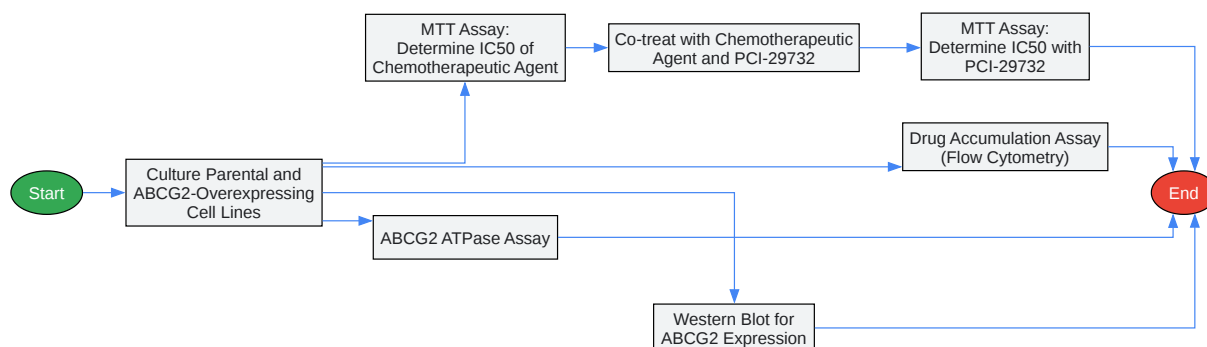 Start
Culture Parental and
ABCG2-Overexpressing
Cell Lines
MTT Assay:
Determine IC50 of
Chemotherapeutic Agent
Co-treat with Chemotherapeutic
Agent and PCI-29732
MTT Assay:
Determine IC50 with
PCI-29732
Drug Accumulation Assay
(Flow Cytometry)
ABCG2 ATPase Assay
Western Blot for
ABCG2 Expression
End